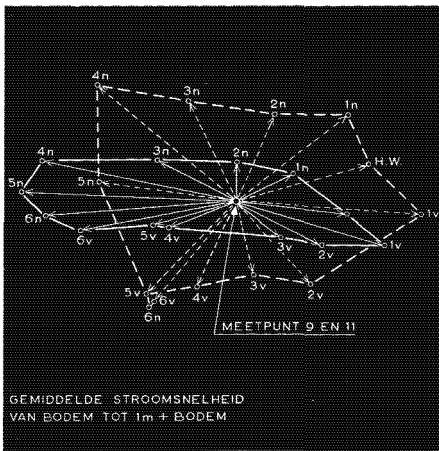 4n
3n
2n
1n
4n
3n
2n
H.W.
1n
5n
5n
6n
1v
6v
5v
4v
3v
2v
1v
5v
6v
4v
3v
2v
6n
MEETPUNT 9 EN 11
GEMIDDELDE STROOMSNELHEID
VAN BODEM TOT 1m + BODEM